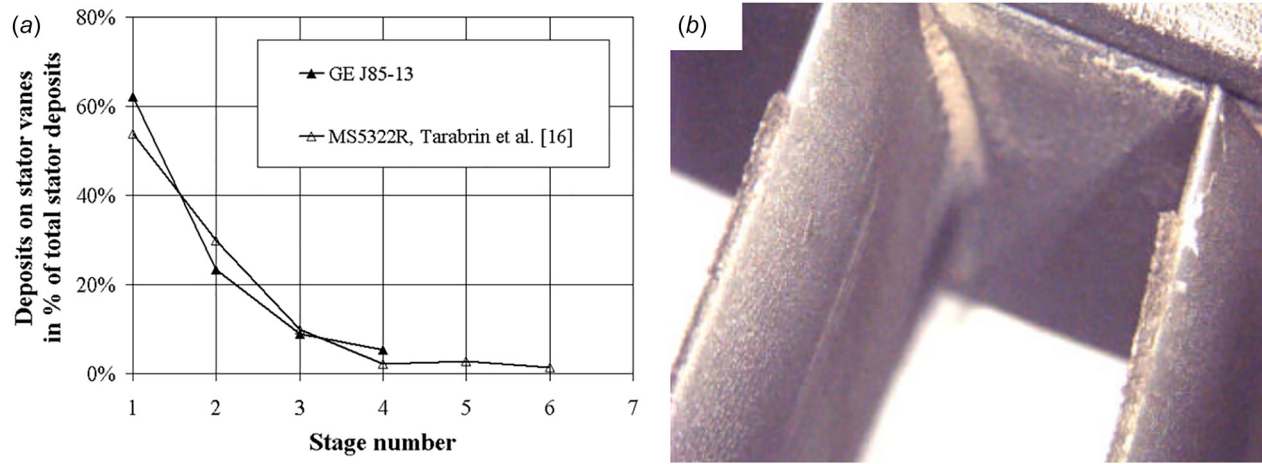 (a)
80%
60%
40%
20%
0%
Deposits on stator vanes
in % of total stator deposits
GE J85-13
MS5322R, Tarabrin et al. [16]
1 2 3 4 5 6 7
Stage number
(b)